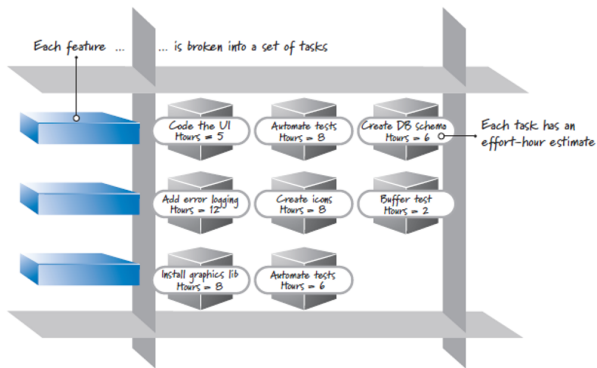 Each feature ...
... is broken into a set of tasks
Code the UI
Hours = 5
Automate tests
Hours = 8
Create DB schema
Hours = 6
Each task has an
effort-hour estimate
Add error logging
Hours = 12
Create icons
Hours = 8
Buffer test
Hours = 2
Install graphics lib
Hours = 8
Automate tests
Hours = 6